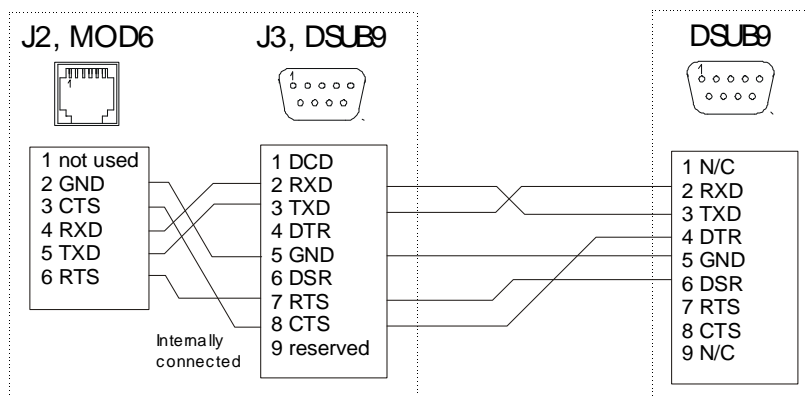 J2, MOD6
J3, DSUB9
DSUB9
1
1
1
1 not used
2 GND
3 CTS
4 RXD
5 TXD
6 RTS
1 DCD
2 RXD
3 TXD
4 DTR
5 GND
6 DSR
7 RTS
8 CTS
9 reserved
Internally
connected
1 N/C
2 RXD
3 TXD
4 DTR
5 GND
6 DSR
7 RTS
8 CTS
9 N/C